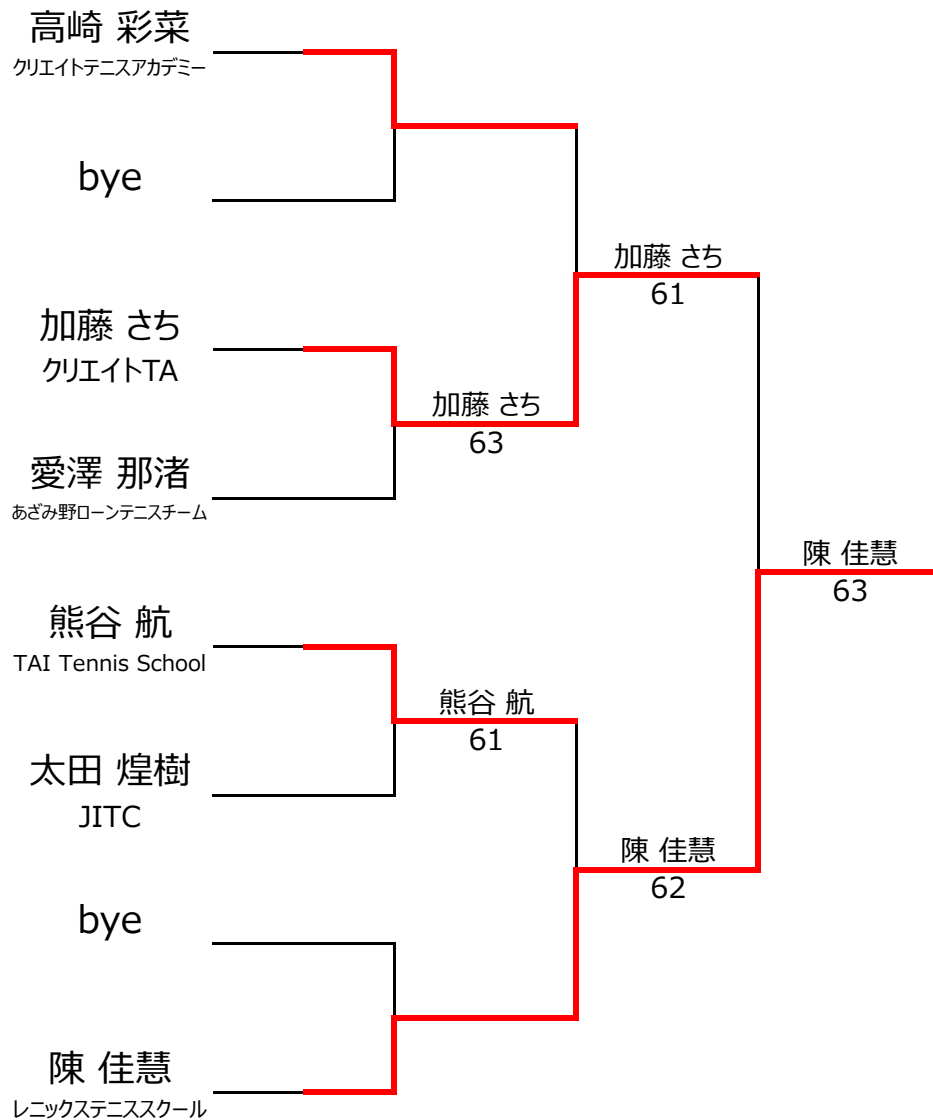 高崎 彩菜
クリエイトテニスアカデミー
bye
加藤 さち
61
加藤 さち
クリエイトTA
加藤 さち
63
愛澤 那渚
あざみ野ローンテニスチーム
陳 佳慧
63
熊谷 航
TAI Tennis School
熊谷 航
61
太田 煌樹
JITC
陳 佳慧
62
bye
陳 佳慧
レニックステニススクール